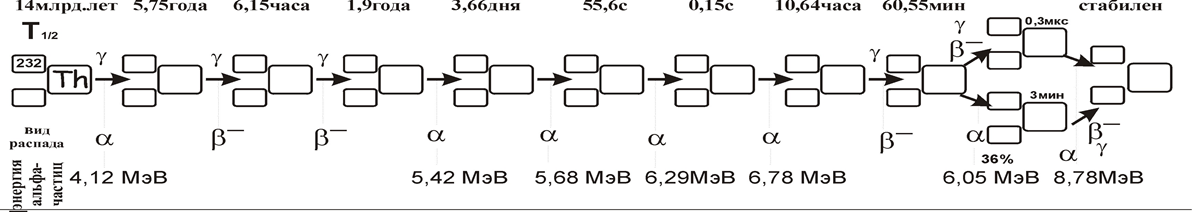 14млрд.лет 5,75года 6,15часа 1,9года 3,66дня 55,6с 0,15с 10,64часа 60,55мин 0,3мкс стабилен
T 1/2
γ γ γ γ γ
β—
232 Th
3мин
вид распада α β— β— α α α α β— α α β— γ
36%
энергия альфа-частиц 4,12 МэВ 5,42 МэВ 5,68 МэВ 6,29МэВ 6,78 МэВ 6,05 МэВ 8,78МэВ